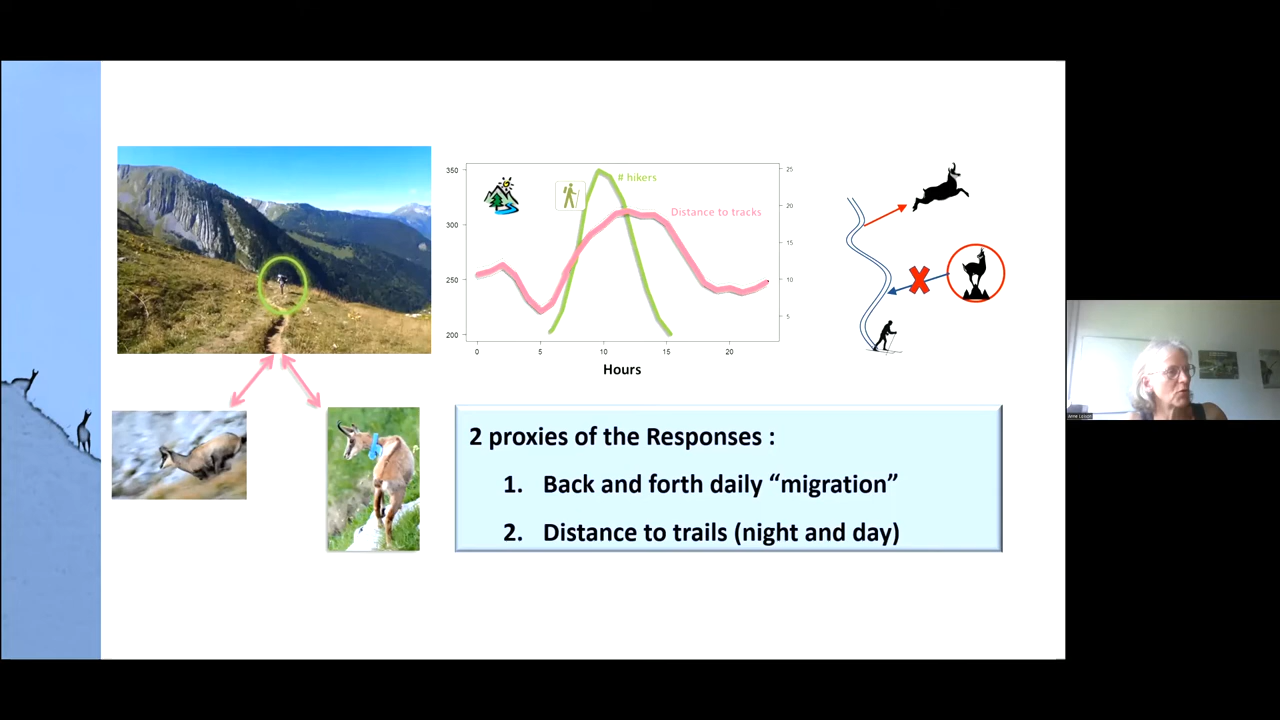 350
300
250
200
25
20
15
10
5
# hikers
Distance to tracks
0
5
10
15
20
Hours
2 proxies of the Responses :
1. Back and forth daily “migration”
2. Distance to trails (night and day)